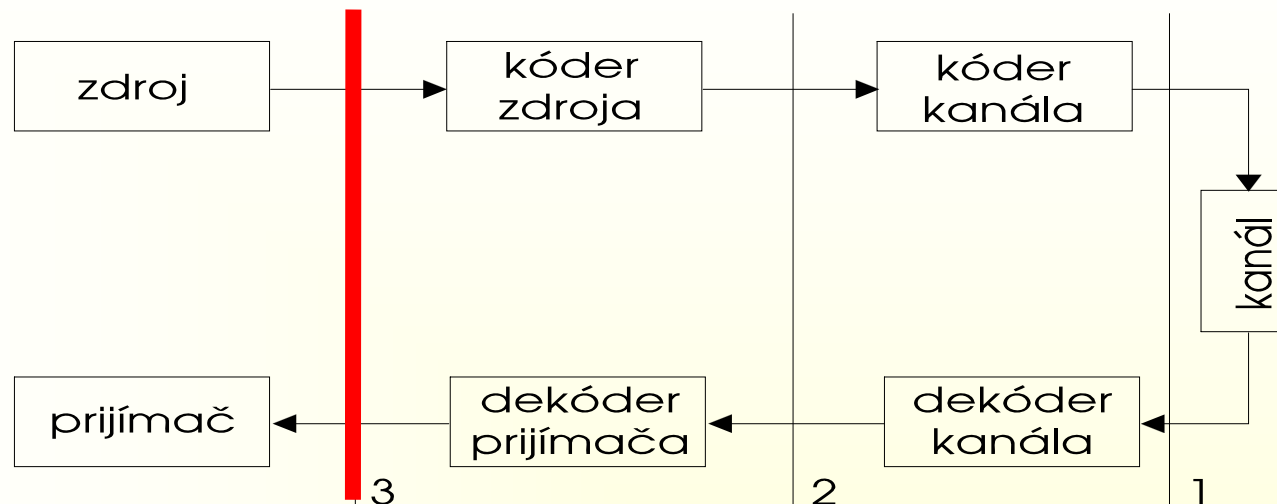 zdroj
kóder
zdroja
kóder
kanála
kanál
prijímač
dekóder
prijímača
dekóder
kanála
3
2
1